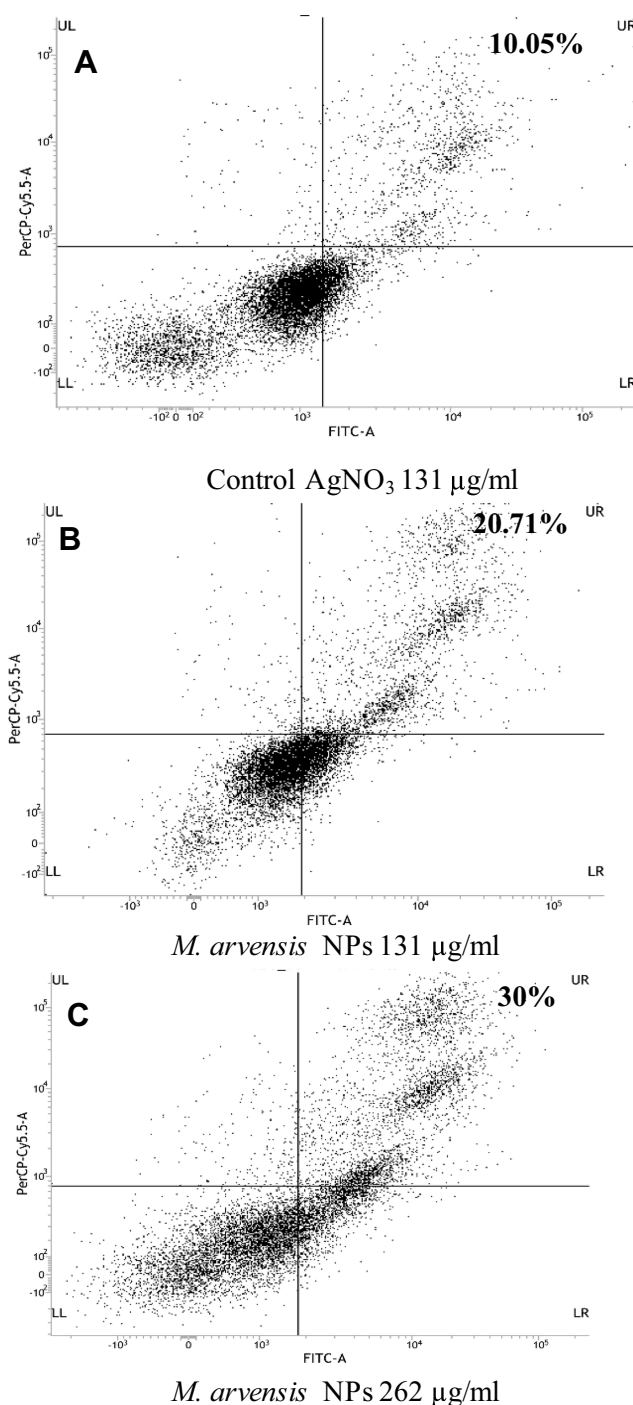 UL UR
A 10.05%
10⁵
10⁴
10³
10²
0
-10²
PerCP-Cy5.5-A
LL LR
-10² 0 10² 10³ 10⁴ 10⁵
FITC-A
Control AgNO₃ 131 µg/ml
UL UR
B 20.71%
10⁵
10⁴
10³
10²
0
-10²
PerCP-Cy5.5-A
LL LR
-10³ 0 10³ 10⁴ 10⁵
FITC-A
M. arvensis NPs 131 µg/ml
UL UR
C 30%
10⁵
10⁴
10³
10²
0
-10²
PerCP-Cy5.5-A
LL LR
-10³ 0 10³ 10⁴ 10⁵
FITC-A
M. arvensis NPs 262 µg/ml